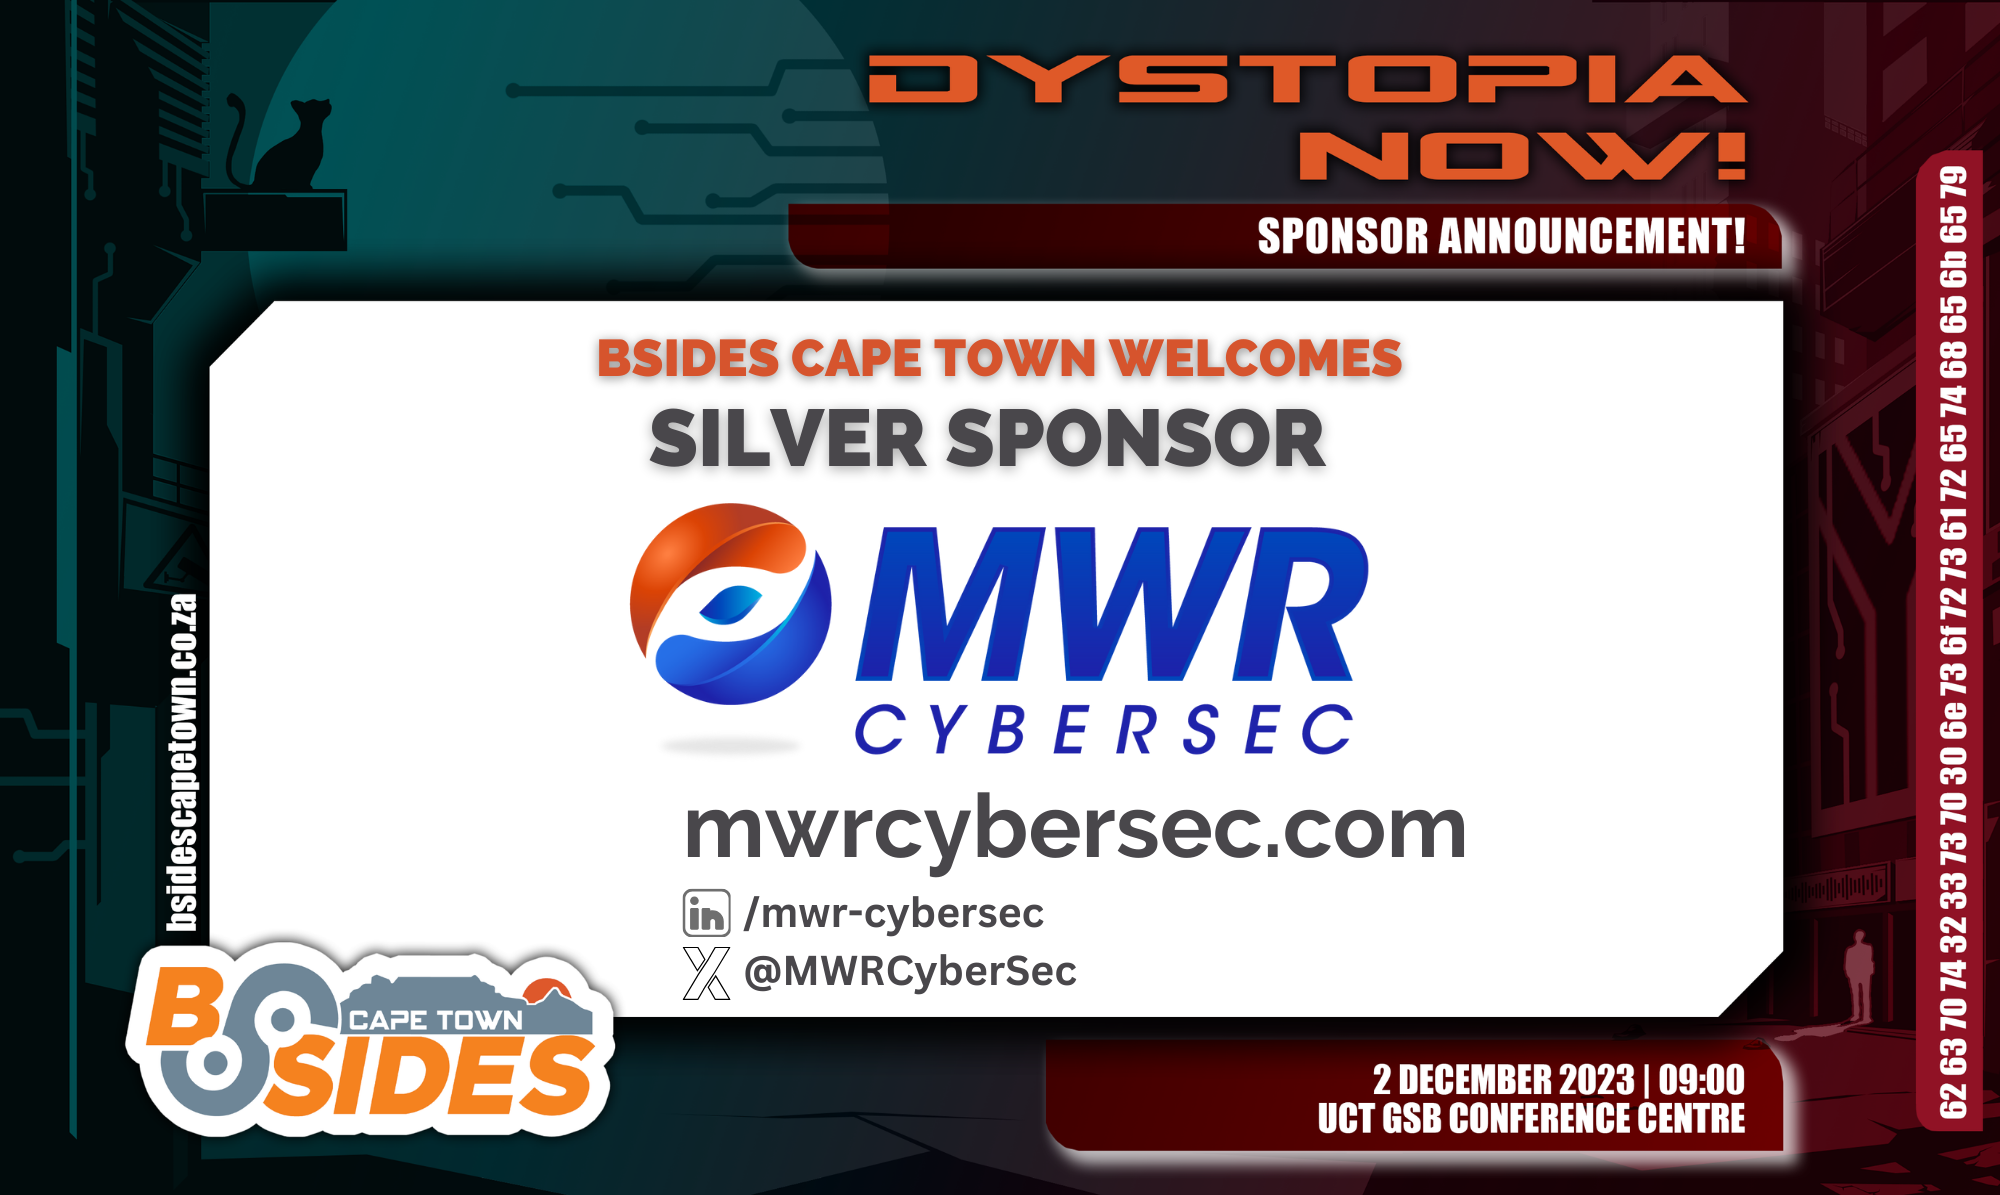 DYSTOPIA
NOW!
SPONSOR ANNOUNCEMENT!
BSIDES CAPE TOWN WELCOMES
SILVER SPONSOR
MWR
CYBERSEC
mwrcybersec.com
in /mwr-cybersec
X @MWRCyberSec
bsidescapetown.co.za
B
CAPE TOWN
SIDES
2 DECEMBER 2023 | 09:00
UCT GSB CONFERENCE CENTRE
62 63 70 74 32 33 73 70 30 6e 73 6f 72 73 61 72 65 74 68 65 6b 65 79